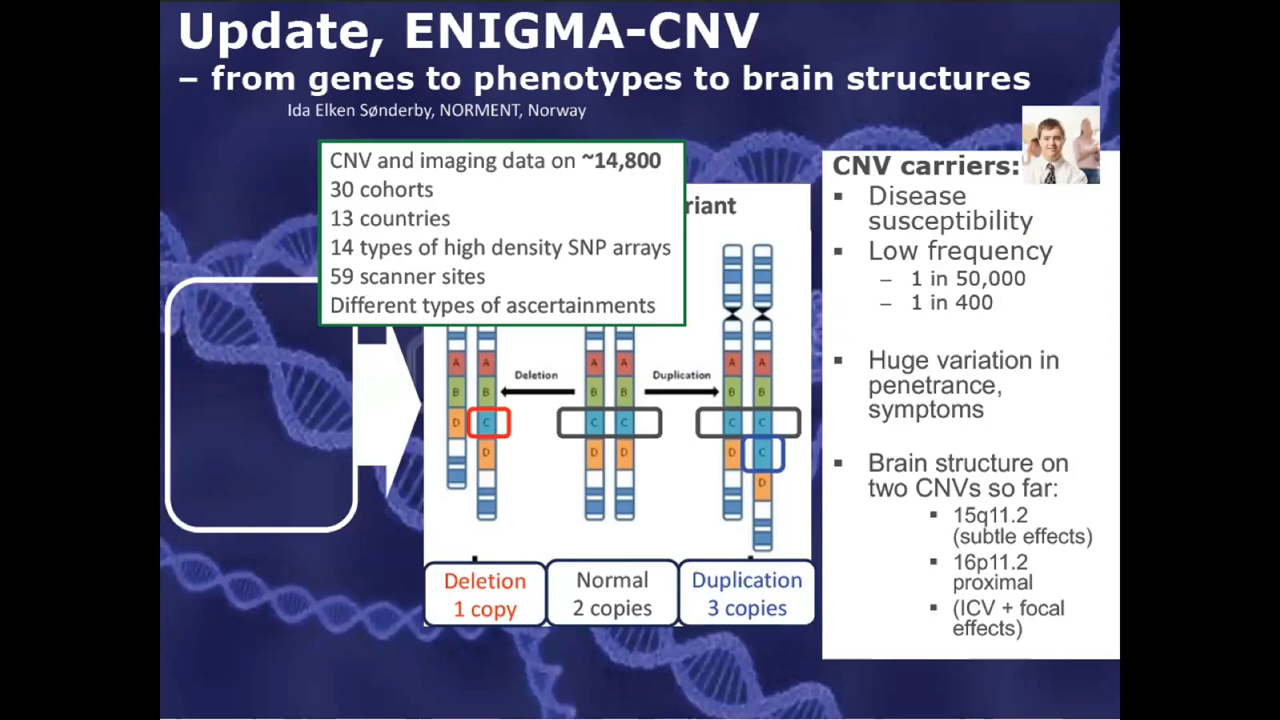 Update, ENIGMA-CNV
– from genes to phenotypes to brain structures
Ida Elken Sønderby, NORMENT, Norway
CNV and imaging data on ~14,800
30 cohorts
13 countries
14 types of high density SNP arrays
59 scanner sites
Different types of ascertainments
riant
A A A A A A
Deletion Duplication
B B B B B B
D C C C C C
D D D D C
D
Deletion
1 copy
Normal
2 copies
Duplication
3 copies
CNV carriers:
▪ Disease
susceptibility
▪ Low frequency
– 1 in 50,000
– 1 in 400
▪ Huge variation in
penetrance,
symptoms
▪ Brain structure on
two CNVs so far:
▪ 15q11.2
(subtle effects)
▪ 16p11.2
proximal
▪ (ICV + focal
effects)